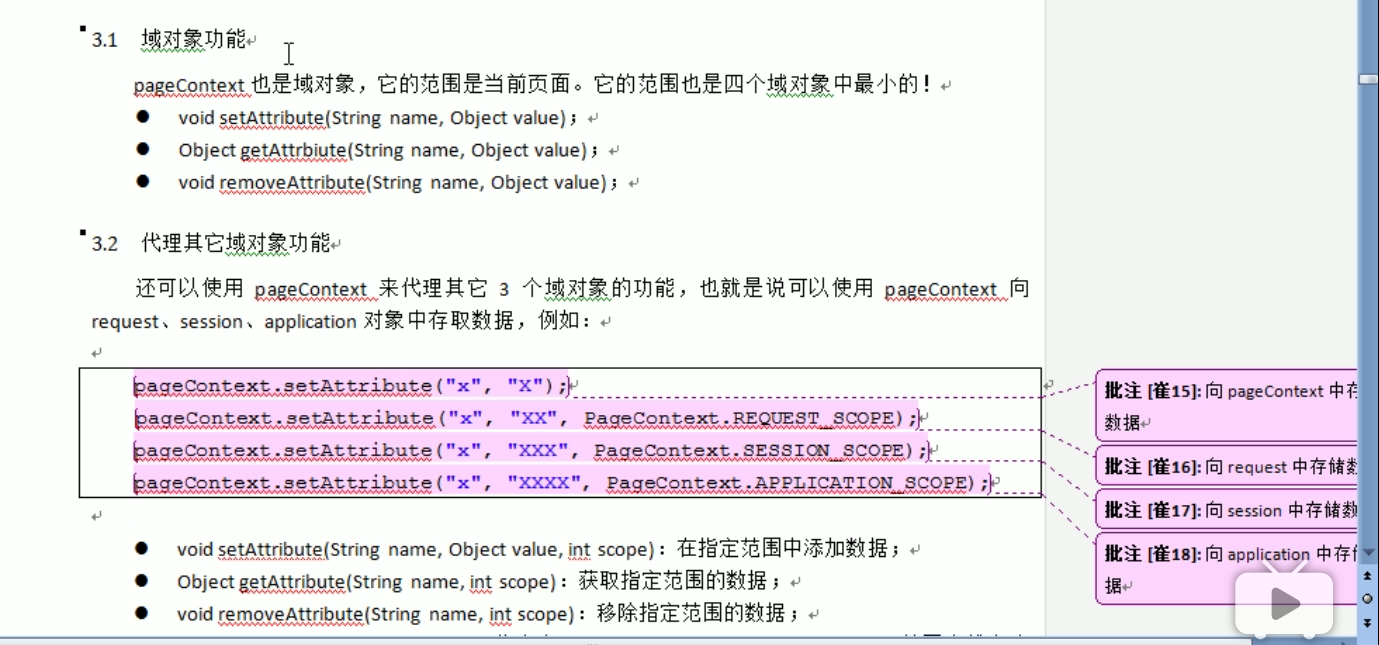 3.1 域对象功能
pageContext 也是域对象，它的范围是当前页面。它的范围也是四个域对象中最小的！
● void setAttribute(String name, Object value)；
● Object getAttrbiute(String name, Object value)；
● void removeAttribute(String name, Object value)；
3.2 代理其它域对象功能
还可以使用 pageContext 来代理其它 3 个域对象的功能，也就是说可以使用 pageContext 向
request、session、application 对象中存取数据，例如：
pageContext.setAttribute("x", "X");
pageContext.setAttribute("x", "XX", PageContext.REQUEST_SCOPE);
pageContext.setAttribute("x", "XXX", PageContext.SESSION_SCOPE);
pageContext.setAttribute("x", "XXXX", PageContext.APPLICATION_SCOPE);
批注 [崔15]: 向 pageContext 中存
数据
批注 [崔16]: 向 request 中存储数
批注 [崔17]: 向 session 中存储数
批注 [崔18]: 向 application 中存
据
● void setAttribute(String name, Object value, int scope)：在指定范围中添加数据；
● Object getAttribute(String name, int scope)：获取指定范围的数据；
● void removeAttribute(String name, int scope)：移除指定范围的数据；